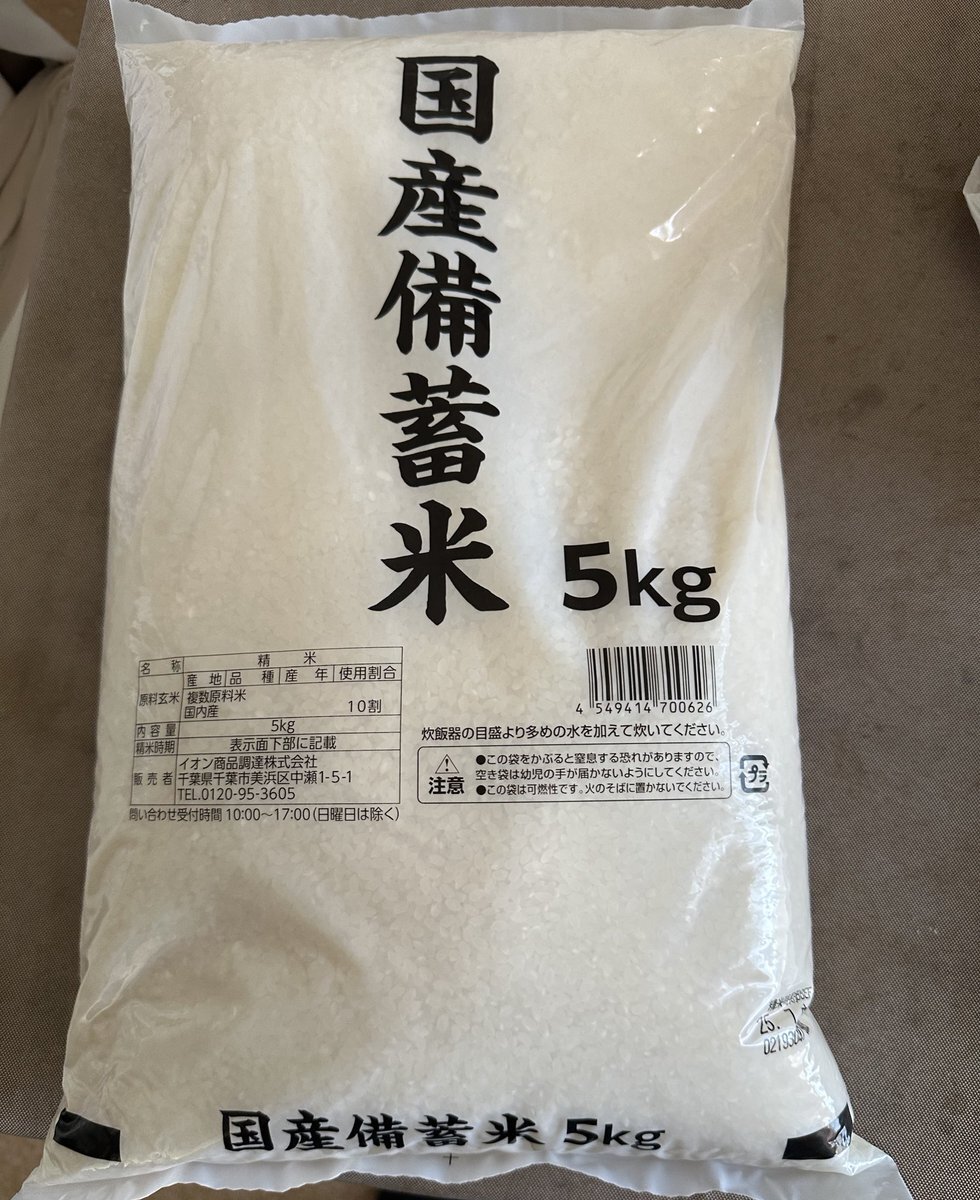 国産備蓄米
5kg
名称 精米
産地 品種 産年 使用割合
原料玄米 複数原料米
国内産 10割
内容量 5kg
精米時期 表示面下部に記載
販売者 イオン商品調達株式会社
千葉県千葉市美浜区中瀬1-5-1
TEL.0120-95-3605
問い合わせ受付時間 10:00〜17:00(日曜日は除く)
4 549414 700626
炊飯器の目盛より多めの水を加えて炊いてください。
注意
●この袋をかぶると窒息する恐れがありますので、
空き袋は幼児の手が届かないようにしてください。
●この袋は可燃性です。火のそばに置かないでください。
プラ
国産備蓄米 5kg